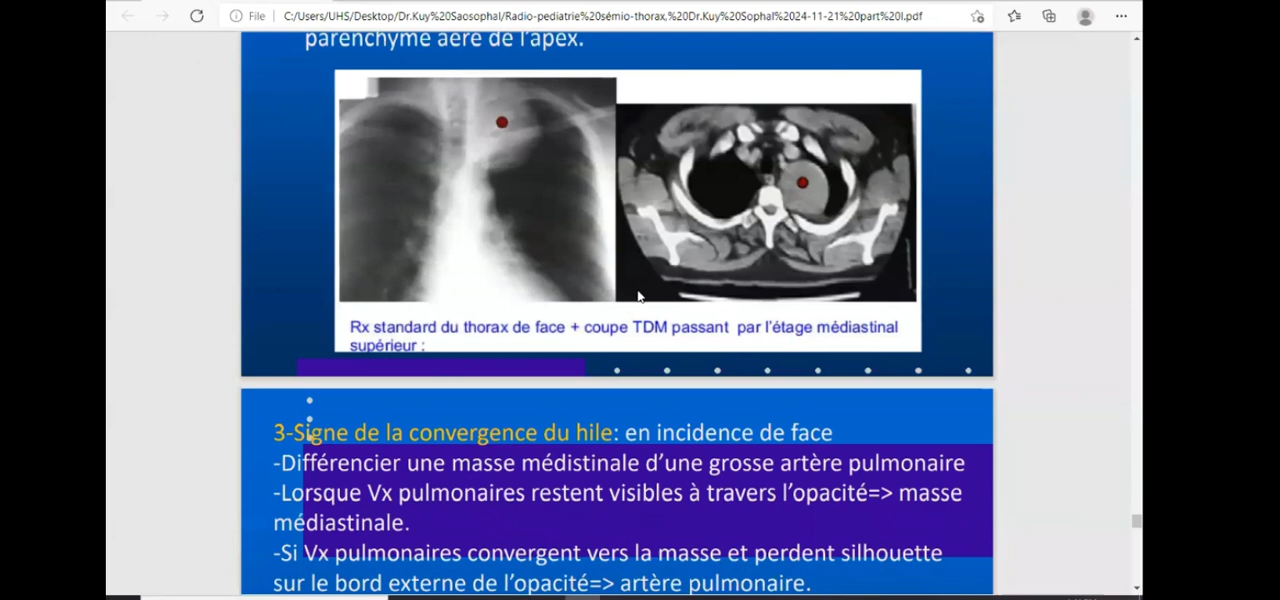 File
C:/Users/UHS/Desktop/Dr.Kuy%20Saosophal/Radio-pediatrie%20sémio-thorax,%20Dr.Kuy%20Sophal%2024-11-21%20part%20I.pdf
parenchyme aéré de l'apex.
Rx standard du thorax de face + coupe TDM passant par l'étage médiastinal
supérieur :
3-Signe de la convergence du hile: en incidence de face
-Différencier une masse médistinale d'une grosse artère pulmonaire
-Lorsque Vx pulmonaires restent visibles à travers l'opacité=> masse
médiastinale.
-Si Vx pulmonaires convergent vers la masse et perdent silhouette
sur le bord externe de l'opacité=> artère pulmonaire.